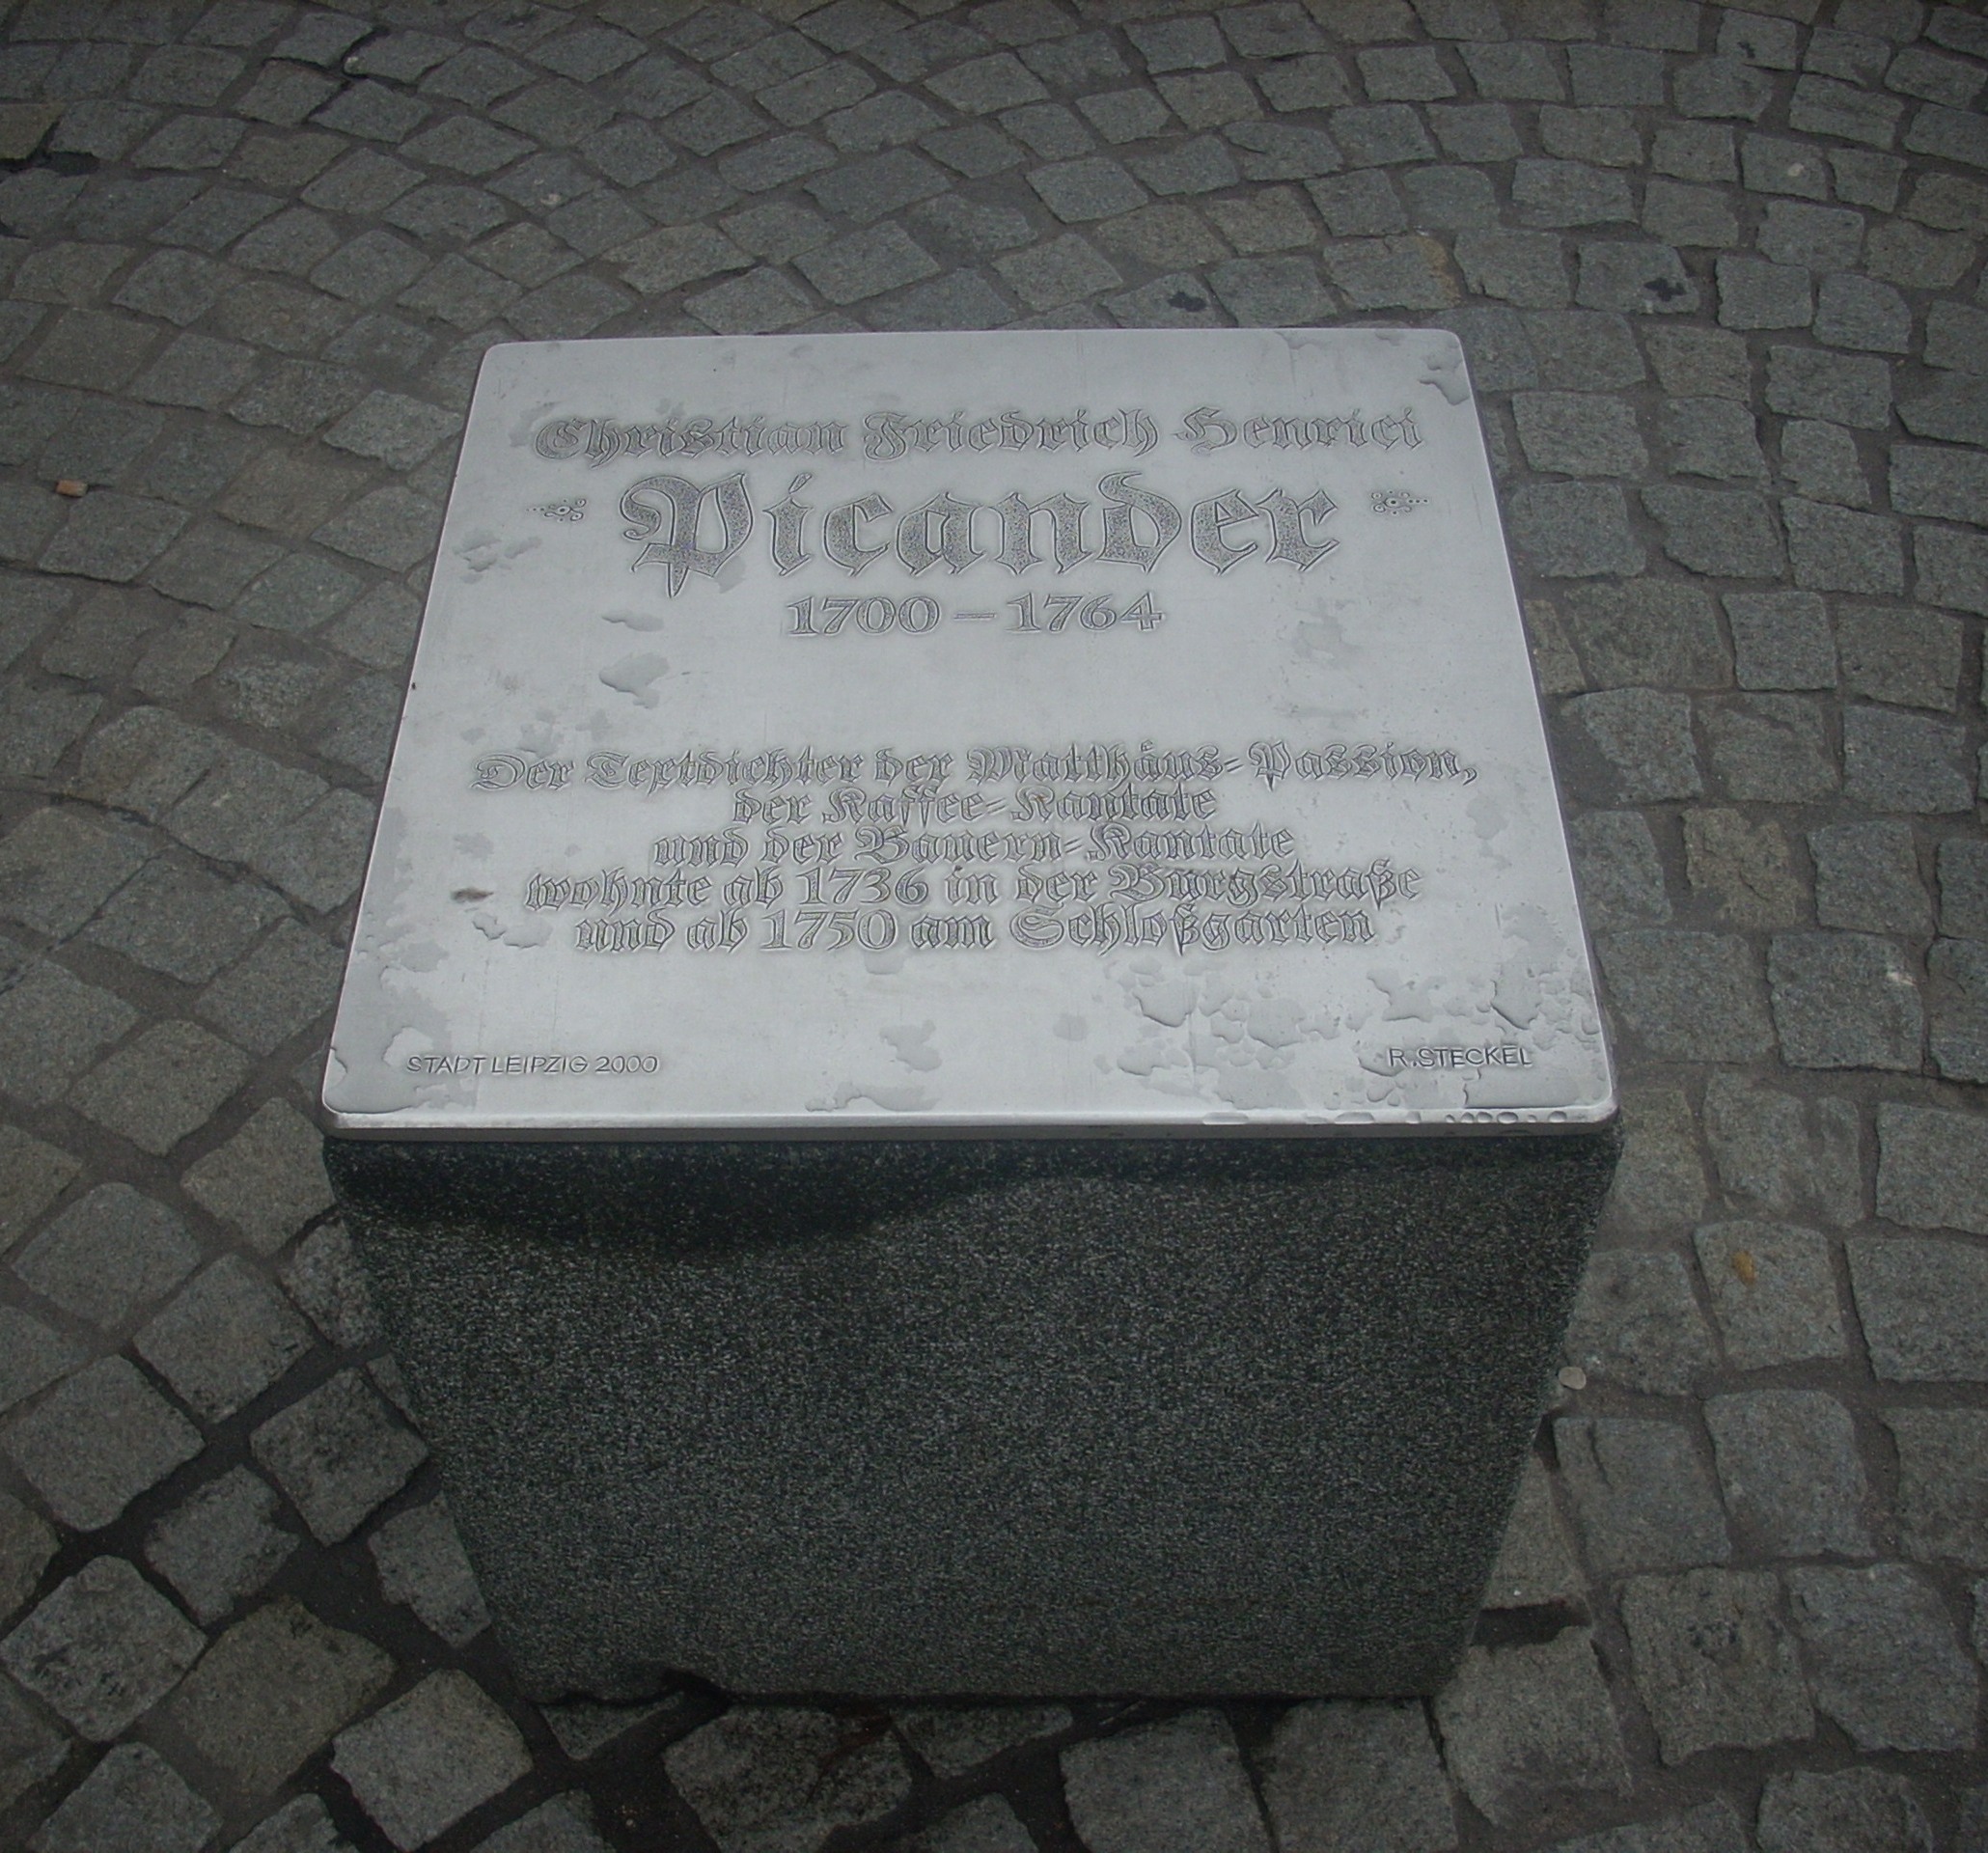 Christian Friedrich Henrici
Picander
1700 – 1764
Der Textdichter der Matthäus-Passion,
der Kaffee-Kantate
und der Bauern-Kantate
wohnte ab 1736 in der Burgstraße
und ab 1750 am Schloßgarten
STADT LEIPZIG 2000
R. STECKEL